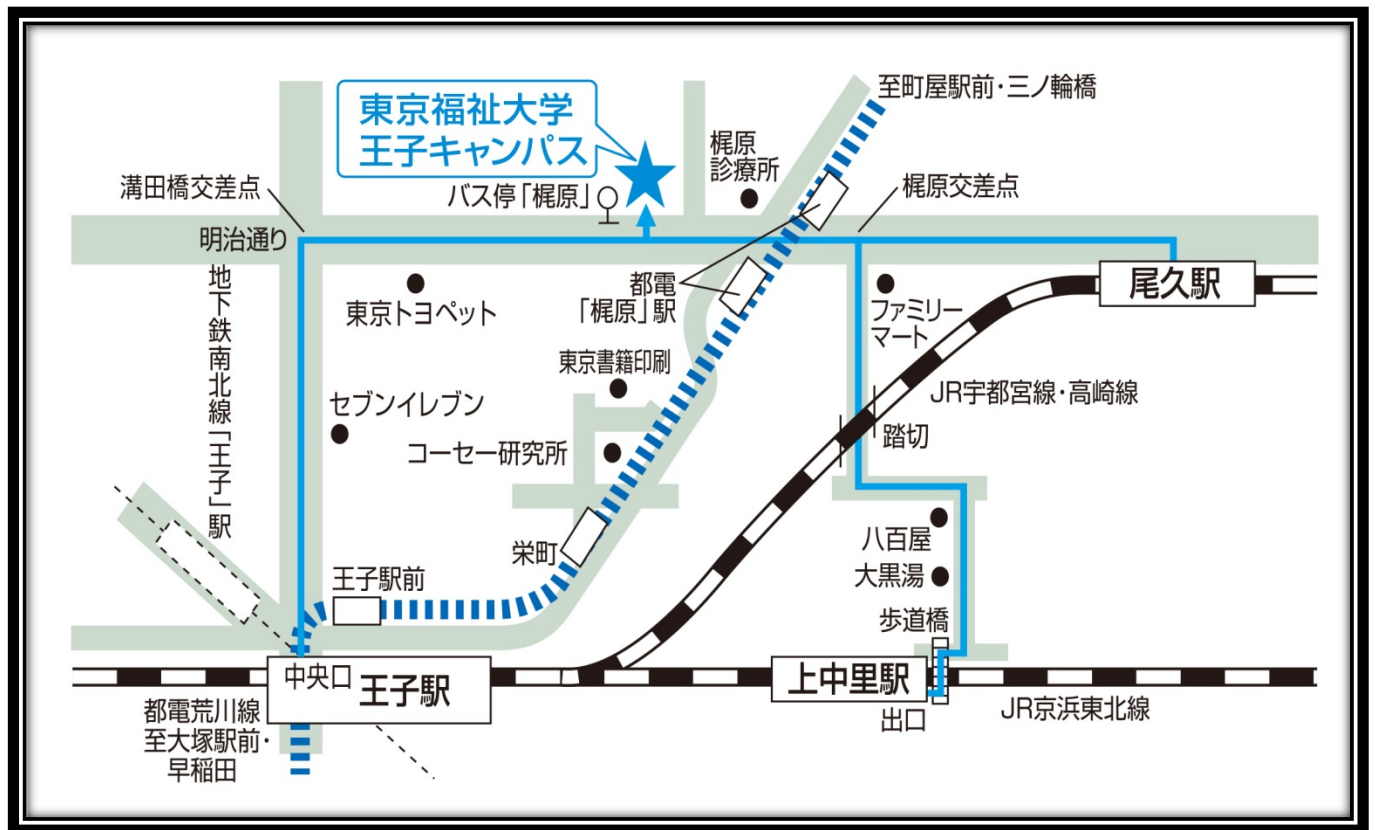 至町屋駅前・三ノ輪橋
東京福祉大学
王子キャンパス
梶原
診療所
溝田橋交差点
バス停「梶原」
梶原交差点
明治通り
地下鉄南北線「王子」駅
都電
「梶原」駅
尾久駅
東京トヨペット
ファミリー
マート
東京書籍印刷
JR宇都宮線・高崎線
セブンイレブン
踏切
コーセー研究所
八百屋
栄町
大黒湯
王子駅前
歩道橋
中央口
王子駅
上中里駅
出口
JR京浜東北線
都電荒川線
至大塚駅前・
早稲田